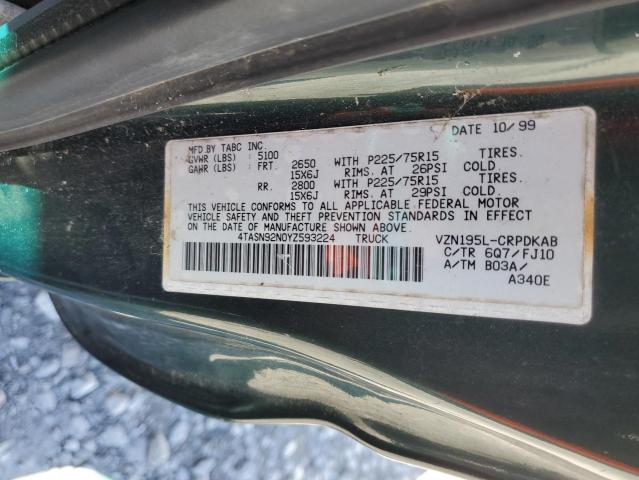 DATE 10/99
MFD.BY TABC INC.
GVWR (LBS) : 5100
GAWR (LBS) : FRT. 2650 WITH P225/75R15 TIRES.
15X6J RIMS. AT 26PSI COLD.
RR. 2800 WITH P225/75R15 TIRES.
15X6J RIMS. AT 29PSI COLD.
THIS VEHICLE CONFORMS TO ALL APPLICABLE FEDERAL MOTOR
VEHICLE SAFETY AND THEFT PREVENTION STANDARDS IN EFFECT
ON THE DATE OF MANUFACTURE SHOWN ABOVE.
4TASN92N0YZ593224 TRUCK VZN195L-CRPDKAB
C/TR 6Q7/FJ10
A/TM B03A/
A340E